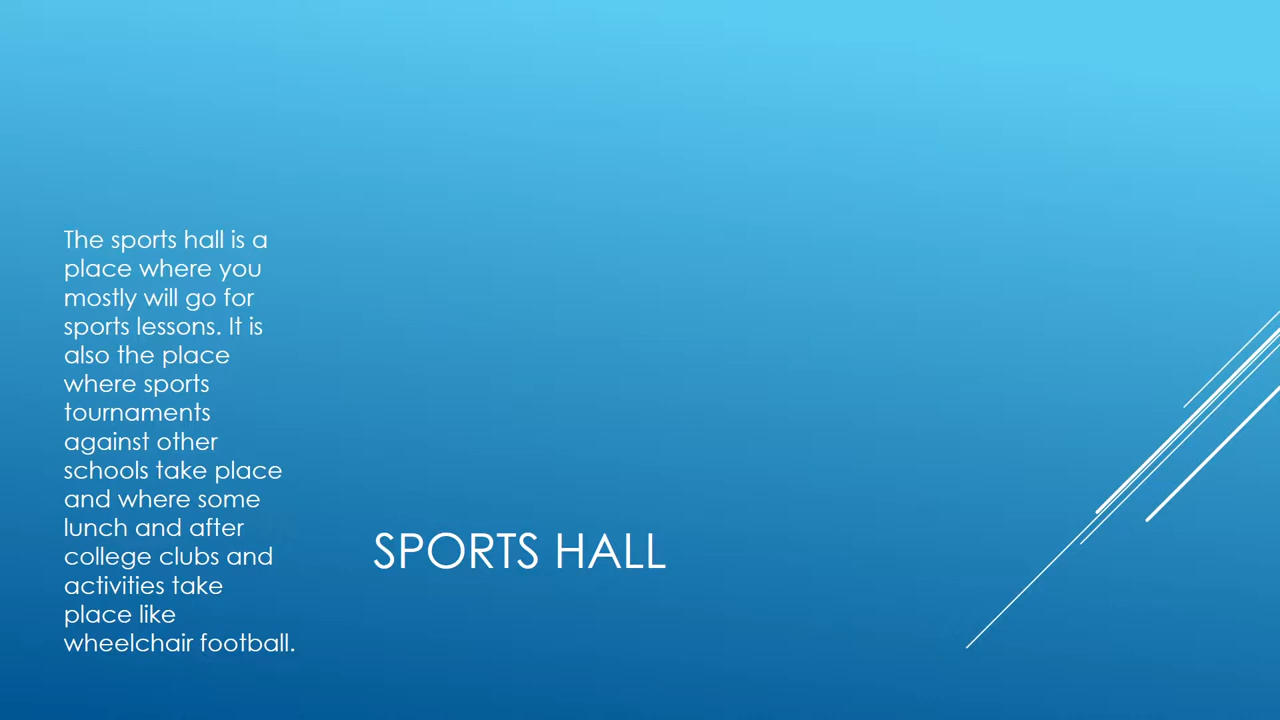 The sports hall is a
place where you
mostly will go for
sports lessons. It is
also the place
where sports
tournaments
against other
schools take place
and where some
lunch and after
college clubs and
activities take
place like
wheelchair football.
SPORTS HALL